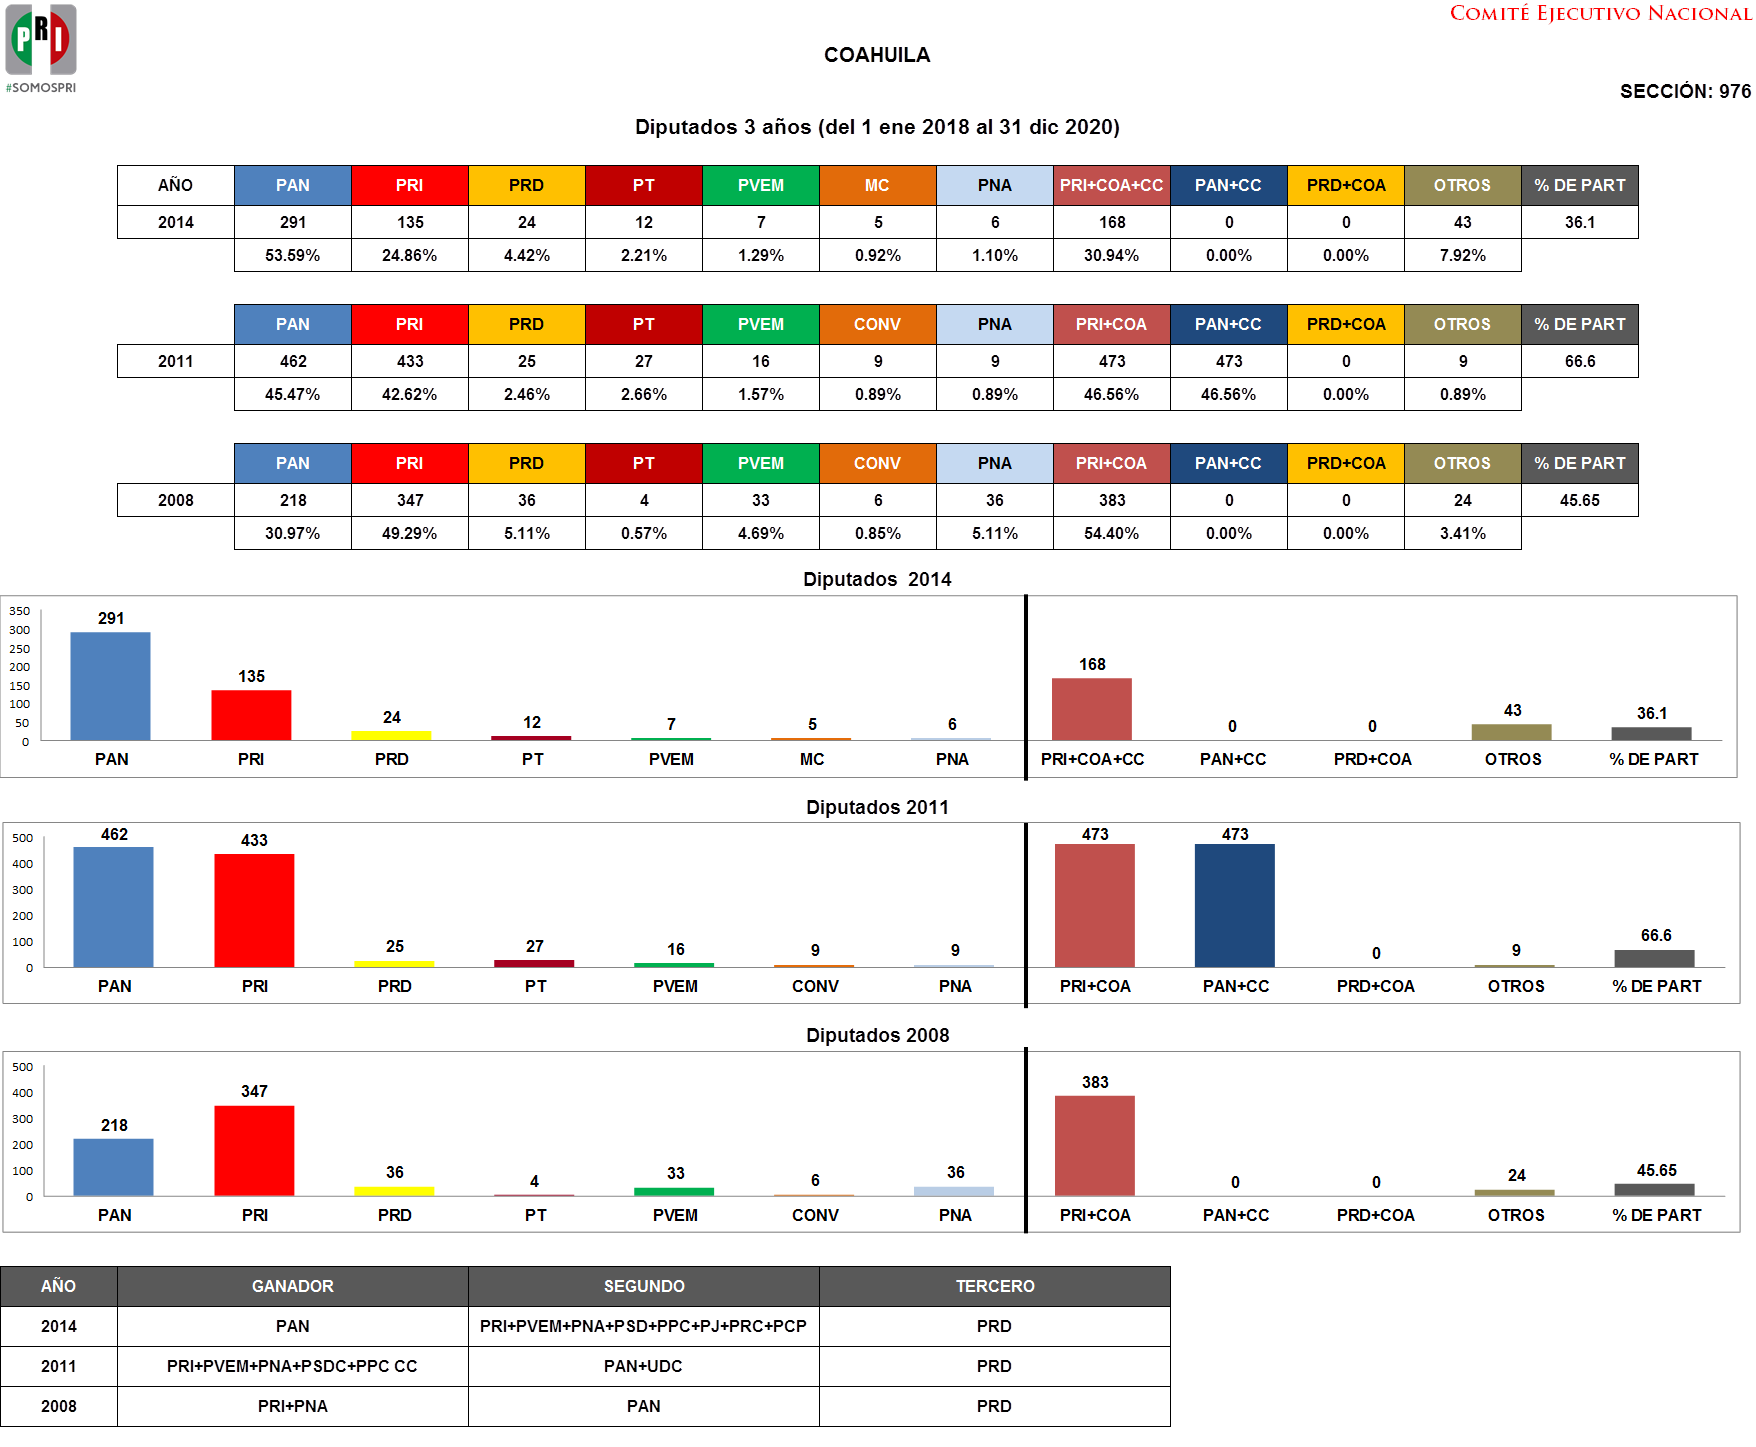 PRI
#SOMOSPRI
COMITÉ EJECUTIVO NACIONAL
COAHUILA
SECCIÓN: 976
Diputados 3 años (del 1 ene 2018 al 31 dic 2020)
AÑO PAN PRI PRD PT PVEM MC PNA PRI+COA+CC PAN+CC PRD+COA OTROS % DE PART
2014 291 135 24 12 7 5 6 168 0 0 43 36.1
53.59% 24.86% 4.42% 2.21% 1.29% 0.92% 1.10% 30.94% 0.00% 0.00% 7.92%
PAN PRI PRD PT PVEM CONV PNA PRI+COA PAN+CC PRD+COA OTROS % DE PART
2011 462 433 25 27 16 9 9 473 473 0 9 66.6
45.47% 42.62% 2.46% 2.66% 1.57% 0.89% 0.89% 46.56% 46.56% 0.00% 0.89%
PAN PRI PRD PT PVEM CONV PNA PRI+COA PAN+CC PRD+COA OTROS % DE PART
2008 218 347 36 4 33 6 36 383 0 0 24 45.65
30.97% 49.29% 5.11% 0.57% 4.69% 0.85% 5.11% 54.40% 0.00% 0.00% 3.41%
Diputados 2014
350
300
250
200
150
100
50
0
291 135 24 12 7 5 6 168 0 0 43 36.1
PAN PRI PRD PT PVEM MC PNA PRI+COA+CC PAN+CC PRD+COA OTROS % DE PART
Diputados 2011
500
400
300
200
100
0
462 433 25 27 16 9 9 473 473 0 9 66.6
PAN PRI PRD PT PVEM CONV PNA PRI+COA PAN+CC PRD+COA OTROS % DE PART
Diputados 2008
500
400
300
200
100
0
218 347 36 4 33 6 36 383 0 0 24 45.65
PAN PRI PRD PT PVEM CONV PNA PRI+COA PAN+CC PRD+COA OTROS % DE PART
AÑO GANADOR SEGUNDO TERCERO
2014 PAN PRI+PVEM+PNA+PSD+PPC+PJ+PRC+PCP PRD
2011 PRI+PVEM+PNA+PSDC+PPC CC PAN+UDC PRD
2008 PRI+PNA PAN PRD